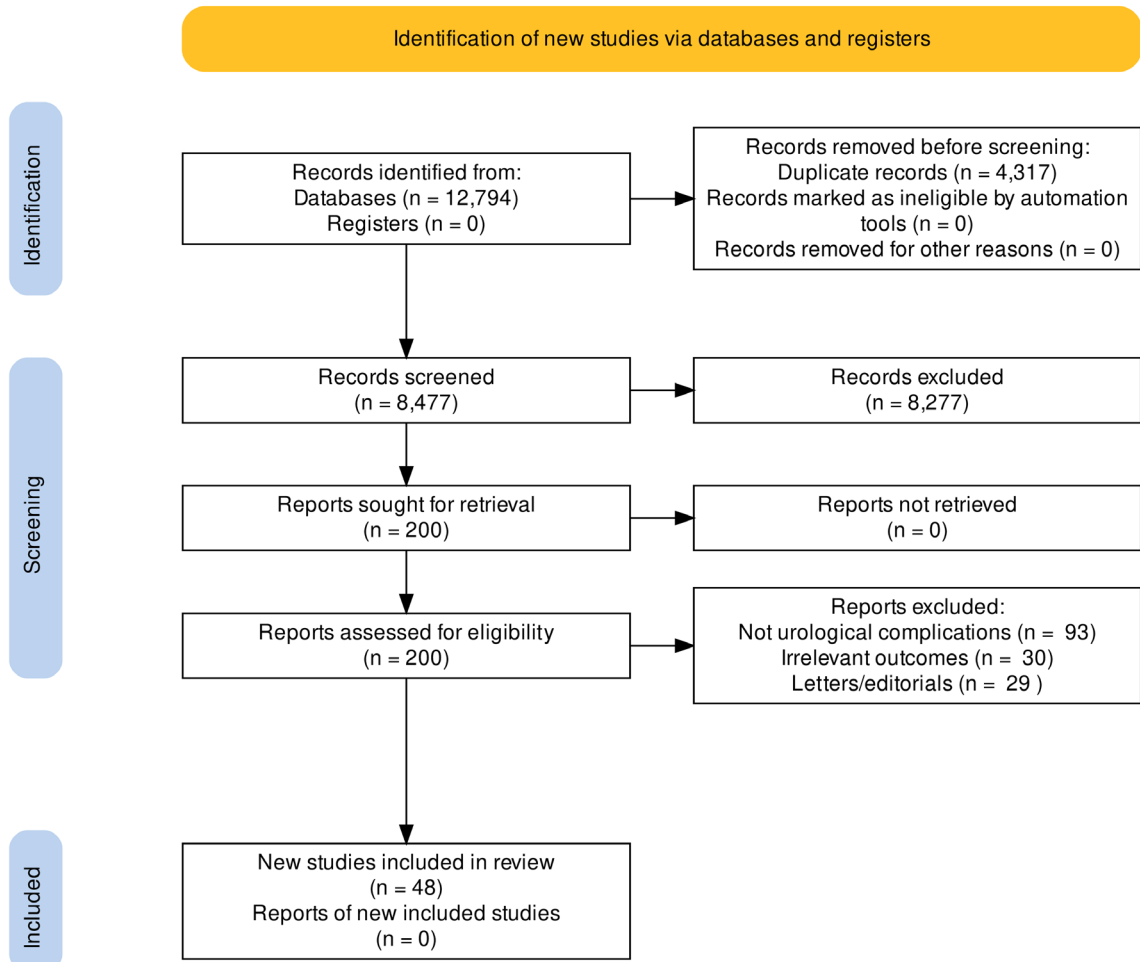 Identification of new studies via databases and registers
Identification
Records identified from:
Databases (n = 12,794)
Registers (n = 0)
Records removed before screening:
Duplicate records (n = 4,317)
Records marked as ineligible by automation
tools (n = 0)
Records removed for other reasons (n = 0)
Screening
Records screened
(n = 8,477)
Records excluded
(n = 8,277)
Reports sought for retrieval
(n = 200)
Reports not retrieved
(n = 0)
Reports assessed for eligibility
(n = 200)
Reports excluded:
Not urological complications (n =  93)
Irrelevant outcomes (n =  30)
Letters/editorials (n =  29 )
Included
New studies included in review
(n = 48)
Reports of new included studies
(n = 0)